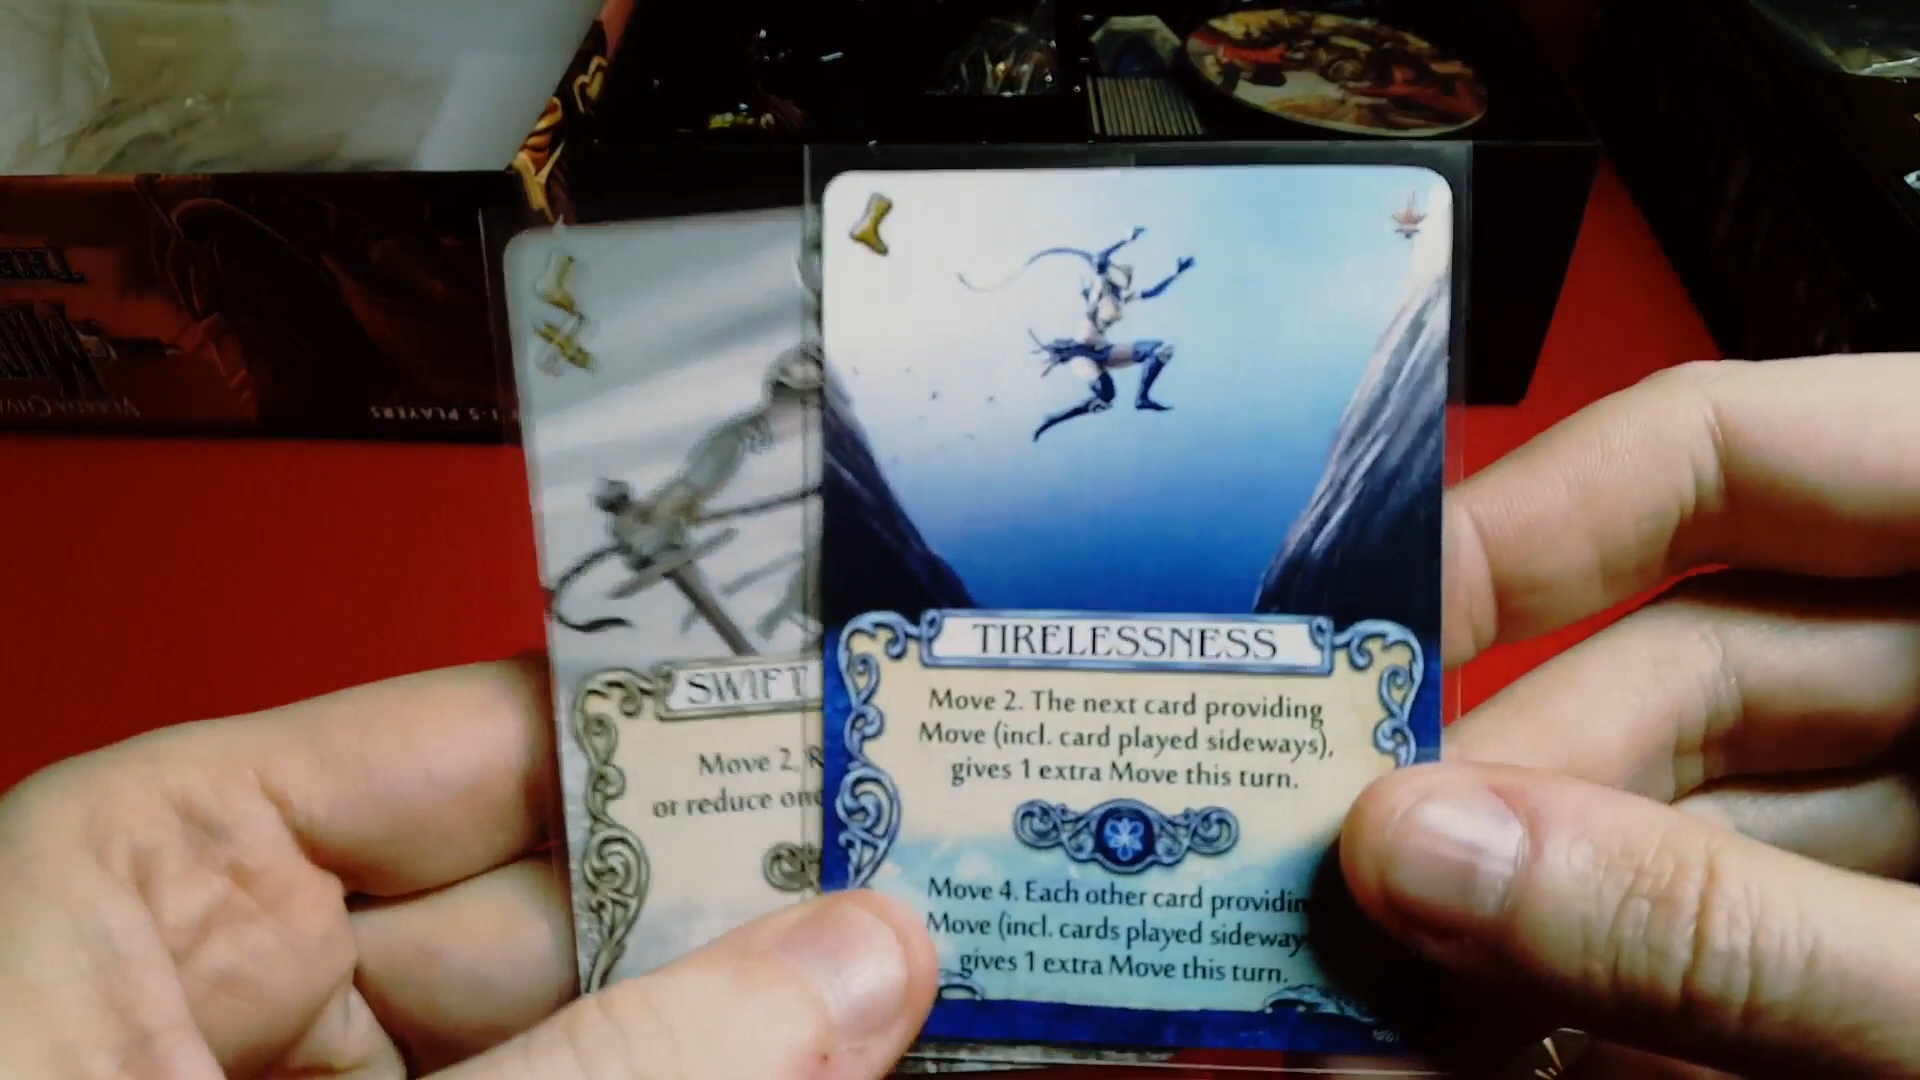 1-5 PLAYERS
TIRELESSNESS
Move 2. The next card providing
Move (incl. card played sideways),
gives 1 extra Move this turn.
Move 4. Each other card providin
Move (incl. cards played sideway
gives 1 extra Move this turn.
SWIFT
Move 2
or reduce one